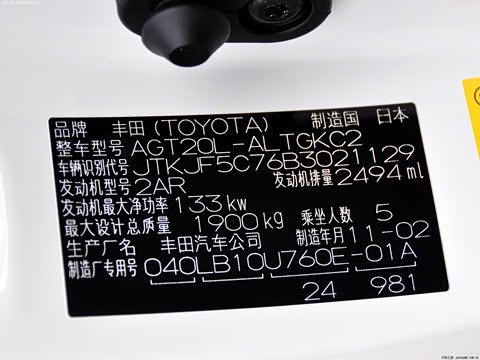 品牌 丰田(TOYOTA) 制造国 日本
整车型号 AGT20L-ALTGKC2
车辆识别代号 JTKJF5C76B3021129
发动机型号 2AR 发动机排量 2494 ml
发动机最大净功率 133 kw
最大设计总质量 1900 kg 乘坐人数 5
生产厂名 丰田汽车公司 制造年月 11-02
制造厂专用号 040LB10U760E-01A
24 981